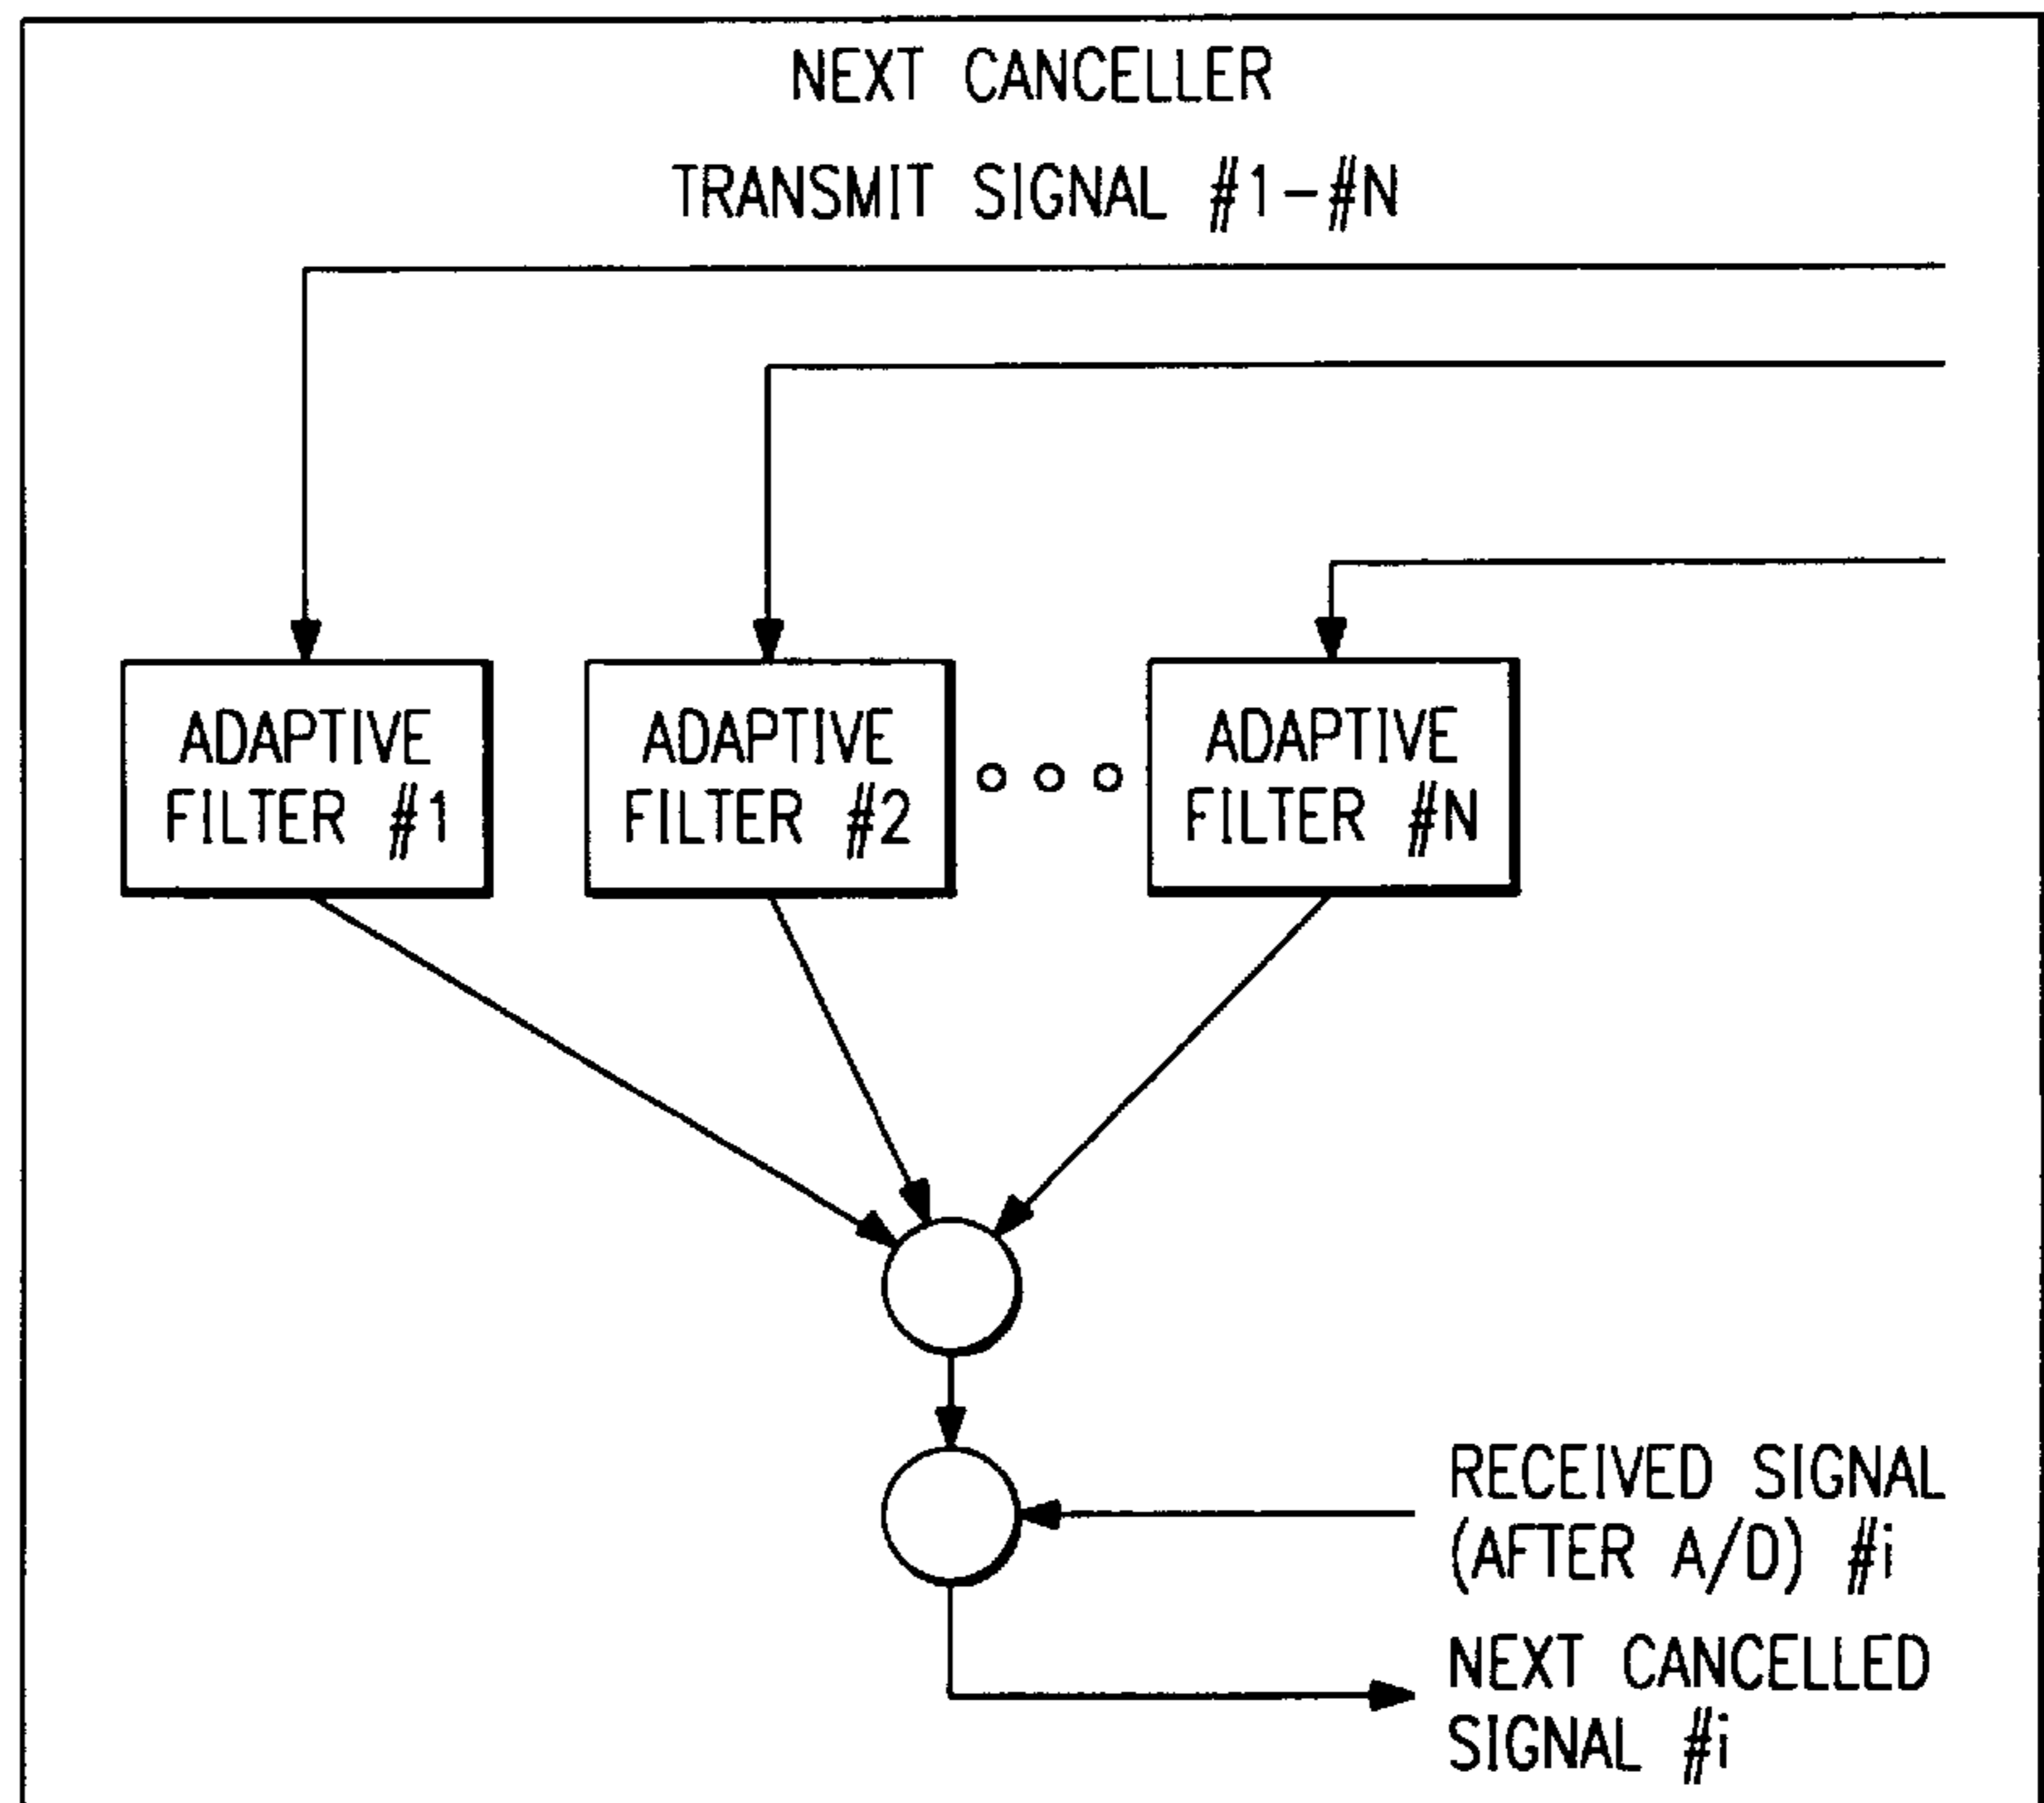 NEXT CANCELLER
TRANSMIT SIGNAL #1-#N
ADAPTIVE
FILTER #1
ADAPTIVE
FILTER #2
ADAPTIVE
FILTER #N
RECEIVED SIGNAL
(AFTER A/D) #i
NEXT CANCELLED
SIGNAL #i